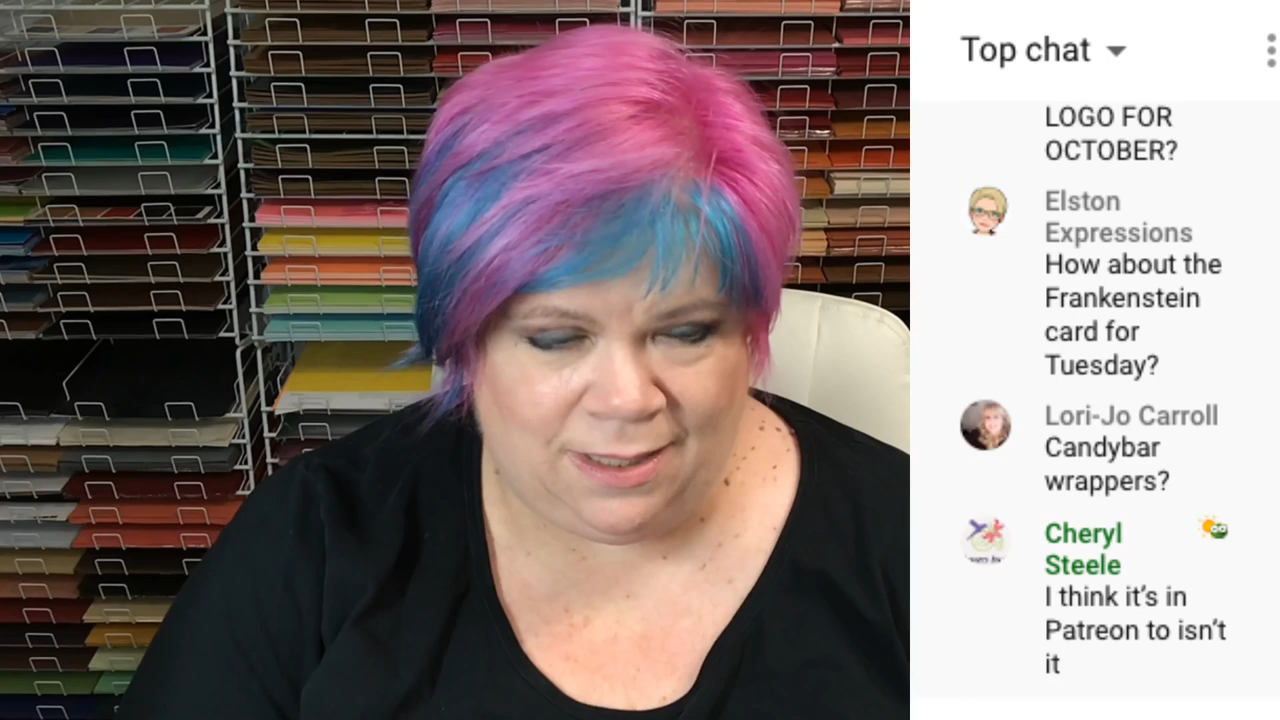 Top chat
LOGO FOR
OCTOBER?
Elston
Expressions
How about the
Frankenstein
card for
Tuesday?
Lori-Jo Carroll
Candybar
wrappers?
Cheryl
Steele
I think it's in
Patreon to isn't
it